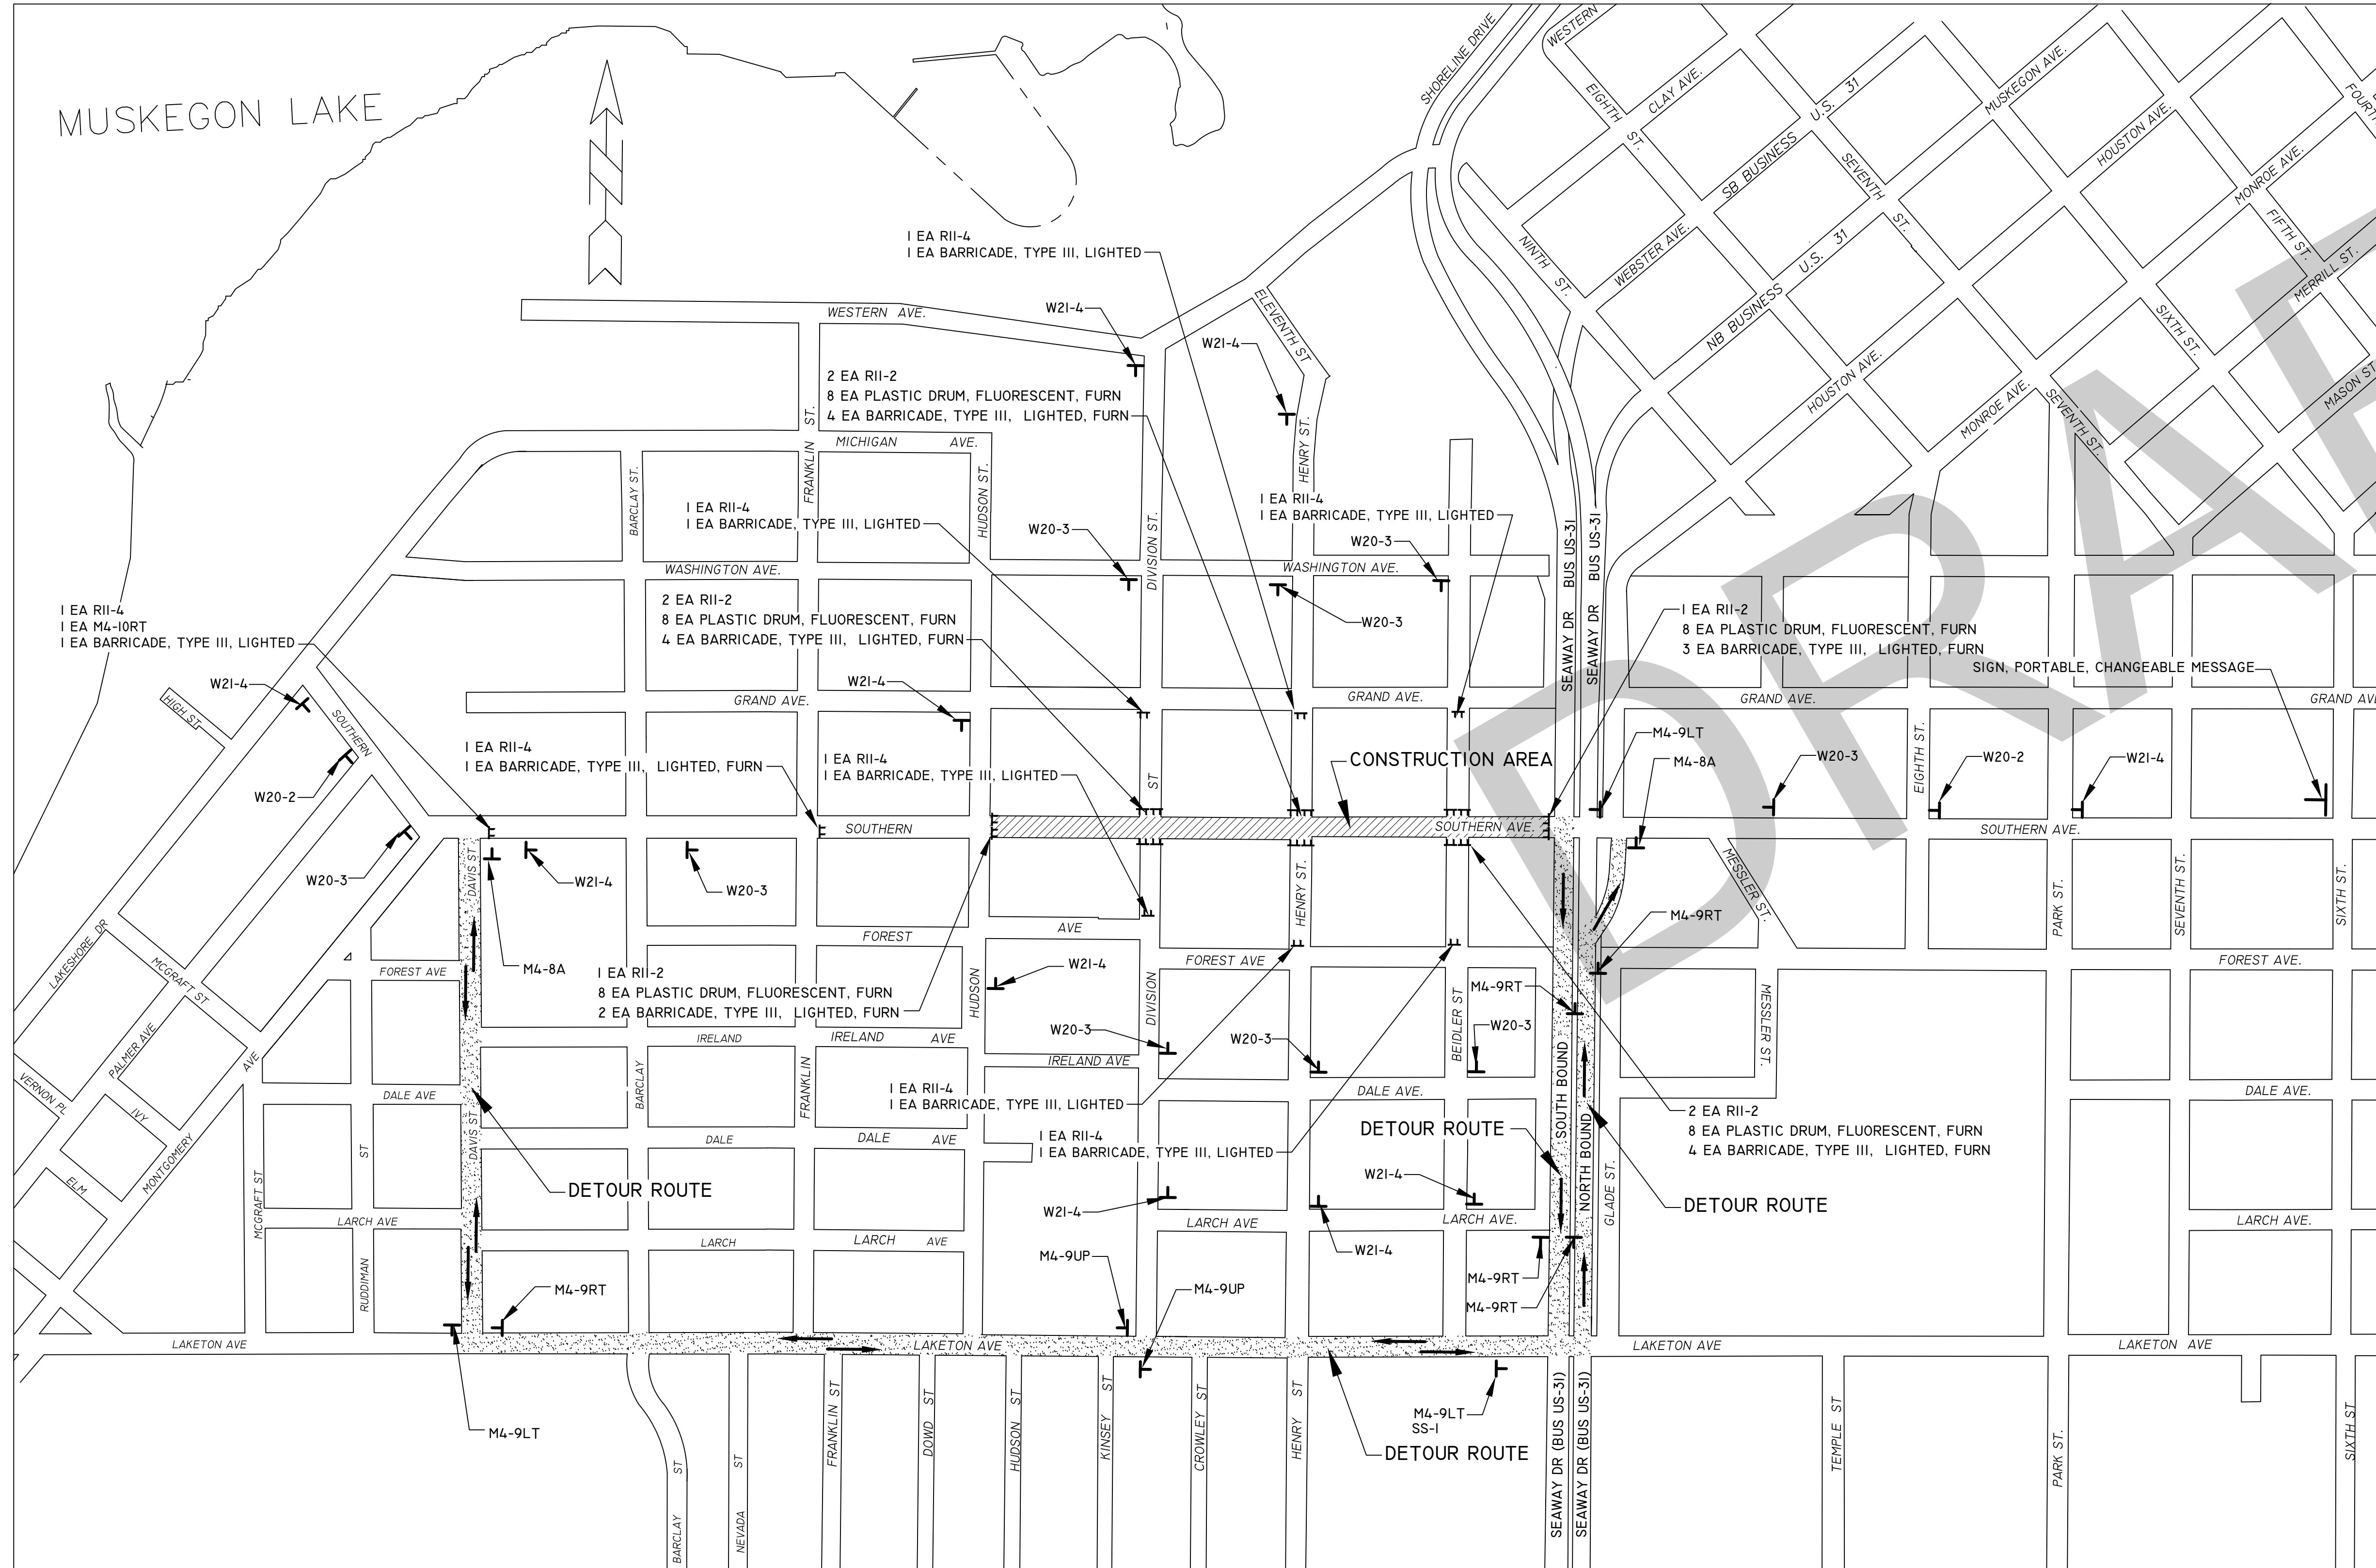 MUSKEGON LAKE
SHORELINE DRIVE
WESTERN
CLAY AVE.
EIGHTH ST.
SB BUSINESS U.S. 31
MUSKEGON AVE.
HOUSTON AVE.
MONROE AVE.
SEVENTH ST.
FIFTH ST.
MERRILL ST.
NINTH ST.
WEBSTER AVE.
NB BUSINESS U.S. 31
HOUSTON AVE.
MONROE AVE.
SIXTH ST.
SEVENTH ST.
1 EA R11-4
1 EA BARRICADE, TYPE III, LIGHTED
W21-4
WESTERN AVE.
ELEVENTH ST
W21-4
2 EA R11-2
8 EA PLASTIC DRUM, FLUORESCENT, FURN
4 EA BARRICADE, TYPE III, LIGHTED, FURN
FRANKLIN ST.
MICHIGAN AVE.
HENRY ST.
BARCLAY ST.
HUDSON ST.
1 EA R11-4
1 EA BARRICADE, TYPE III, LIGHTED
1 EA R11-4
1 EA BARRICADE, TYPE III, LIGHTED
W20-3
DIVISION ST.
W20-3
WASHINGTON AVE.
WASHINGTON AVE.
SEAWAY DR BUS US-31
SEAWAY DR BUS US-31
2 EA R11-2
8 EA PLASTIC DRUM, FLUORESCENT, FURN
4 EA BARRICADE, TYPE III, LIGHTED, FURN
W20-3
1 EA R11-4
1 EA M4-10RT
1 EA BARRICADE, TYPE III, LIGHTED
1 EA R11-2
8 EA PLASTIC DRUM, FLUORESCENT, FURN
3 EA BARRICADE, TYPE III, LIGHTED, FURN
SIGN, PORTABLE, CHANGEABLE MESSAGE
W21-4
HIGH ST.
SOUTHERN
W21-4
GRAND AVE.
GRAND AVE.
GRAND AVE.
W20-2
1 EA R11-4
1 EA BARRICADE, TYPE III, LIGHTED, FURN
1 EA R11-4
1 EA BARRICADE, TYPE III, LIGHTED
ST
CONSTRUCTION AREA
M4-9LT
M4-8A
W20-3
EIGHTH ST.
W20-2
W21-4
SOUTHERN
SOUTHERN AVE.
SOUTHERN AVE.
W20-3
DAVIS ST
W21-4
W20-3
HENRY ST.
MESSLER ST.
PARK ST.
SEVENTH ST.
SIXTH ST.
M4-9RT
LAKESHORE DR
MCGRAFT ST
FOREST AVE
M4-8A
FOREST AVE
FOREST AVE
FOREST AVE.
1 EA R11-2
8 EA PLASTIC DRUM, FLUORESCENT, FURN
2 EA BARRICADE, TYPE III, LIGHTED, FURN
HUDSON
W21-4
DIVISION
M4-9RT
MESSLER ST.
PALMER AVE
AVE
IRELAND
IRELAND AVE
W20-3
IRELAND AVE
W20-3
BEIDLER ST
W20-3
VERNON PL
IVY
DALE AVE
BARCLAY
FRANKLIN
1 EA R11-4
1 EA BARRICADE, TYPE III, LIGHTED
DALE AVE.
DALE AVE.
2 EA R11-2
8 EA PLASTIC DRUM, FLUORESCENT, FURN
4 EA BARRICADE, TYPE III, LIGHTED, FURN
SOUTH BOUND
NORTH BOUND
ELM
MONTGOMERY
MCGRAFT ST
ST
DAVIS ST
DALE
DALE AVE
1 EA R11-4
1 EA BARRICADE, TYPE III, LIGHTED
DETOUR ROUTE
W21-4
GLADE ST.
DETOUR ROUTE
DETOUR ROUTE
LARCH AVE
W21-4
LARCH AVE
LARCH AVE.
LARCH AVE.
LARCH
LARCH AVE
W21-4
M4-9UP
RUDDIMAN
M4-9RT
M4-9UP
M4-9RT
M4-9RT
LAKETON AVE
LAKETON AVE
LAKETON AVE
LAKETON AVE
M4-9LT
M4-9LT
SS-1
DETOUR ROUTE
BARCLAY ST
NEVADA ST
FRANKLIN ST
DOWD ST
HUDSON ST
KINSEY ST
CROWLEY ST
HENRY ST
SEAWAY DR (BUS US-31)
SEAWAY DR (BUS US-31)
TEMPLE ST
PARK ST.
SIXTH ST